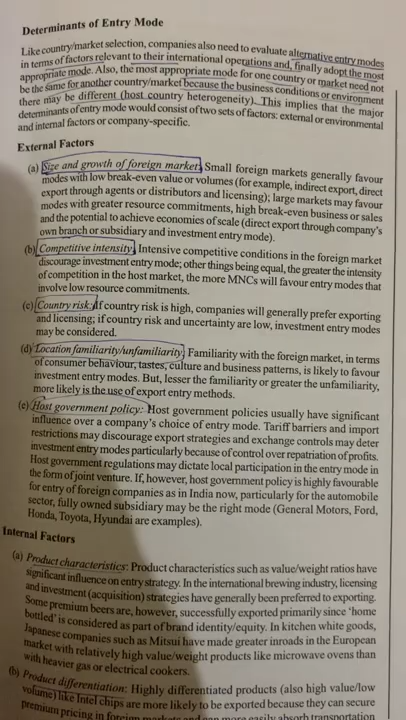 Determinants of Entry Mode
Like country/market selection, companies also need to evaluate alternative entry modes
in terms of factors relevant to their international operations and, finally adopt the most
appropriate mode. Also, the most appropriate mode for one country or market need not
be the same for another country/market because the business conditions or environment
there may be different (host country heterogeneity). This implies that the major
determinants of entry mode would consist of two sets of factors: external or environmental
and internal factors or company-specific.
External Factors
(a) Size and growth of foreign market: Small foreign markets generally favour
modes with low break-even value or volumes (for example, indirect export, direct
export through agents or distributors and licensing); large markets may favour
modes with greater resource commitments, high break-even business or sales
and the potential to achieve economies of scale (direct export through company's
own branch or subsidiary and investment entry mode).
(b) Competitive intensity: Intensive competitive conditions in the foreign market
discourage investment entry mode; other things being equal, the greater the intensity
of competition in the host market, the more MNCs will favour entry modes that
involve low resource commitments.
(c) Country risk: If country risk is high, companies will generally prefer exporting
and licensing; if country risk and uncertainty are low, investment entry modes
may be considered.
(d) Location familiarity/unfamiliarity: Familiarity with the foreign market, in terms
of consumer behaviour, tastes, culture and business patterns, is likely to favour
investment entry modes. But, lesser the familiarity or greater the unfamiliarity,
more likely is the use of export entry methods.
(e) Host government policy: Host government policies usually have significant
influence over a company's choice of entry mode. Tariff barriers and import
restrictions may discourage export strategies and exchange controls may deter
investment entry modes particularly because of control over repatriation of profits.
Host government regulations may dictate local participation in the entry mode in
the form of joint venture. If, however, host government policy is highly favourable
for entry of foreign companies as in India now, particularly for the automobile
sector, fully owned subsidiary may be the right mode (General Motors, Ford,
Honda, Toyota, Hyundai are examples).
Internal Factors
(a) Product characteristics: Product characteristics such as value/weight ratios have
significant influence on entry strategy. In the international brewing industry, licensing
and investment (acquisition) strategies have generally been preferred to exporting.
Some premium beers are, however, successfully exported primarily since 'home
bottled' is considered as part of brand identity/equity. In kitchen white goods,
Japanese companies such as Mitsui have made greater inroads in the European
market with relatively high value/weight products like microwave ovens than
with heavier gas or electrical cookers.
(b) Product differentiation: Highly differentiated products (also high value/low
volume) like Intel chips are more likely to be exported because they can secure
premium pricing in foreign markets and can more easily absorb transportation